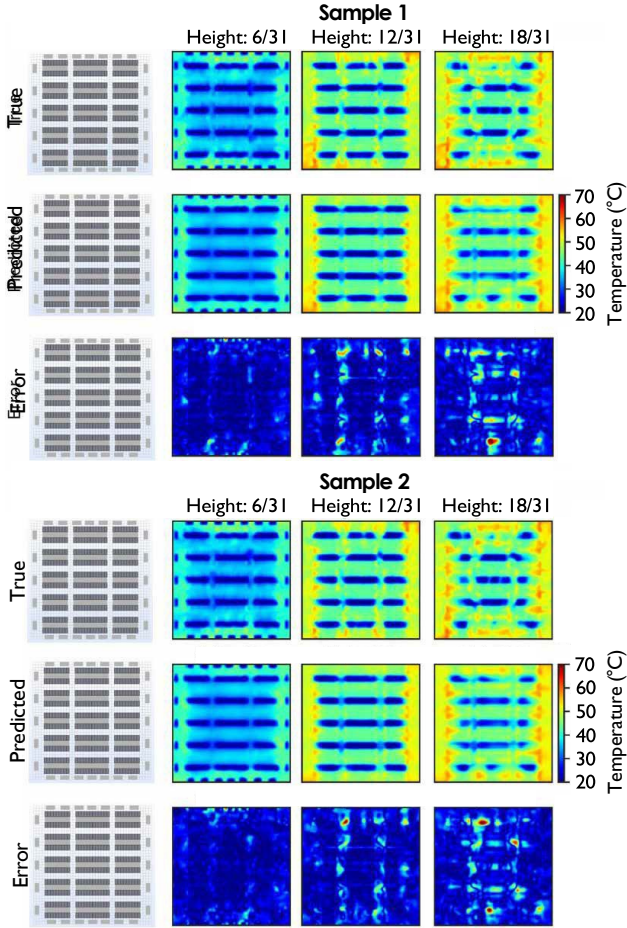 Sample 1
Height: 6/31 Height: 12/31 Height: 18/31
True
Predicted
70
60
50
40
30
20
Temperature (°C)
Error
Sample 2
Height: 6/31 Height: 12/31 Height: 18/31
True
Predicted
70
60
50
40
30
20
Temperature (°C)
Error